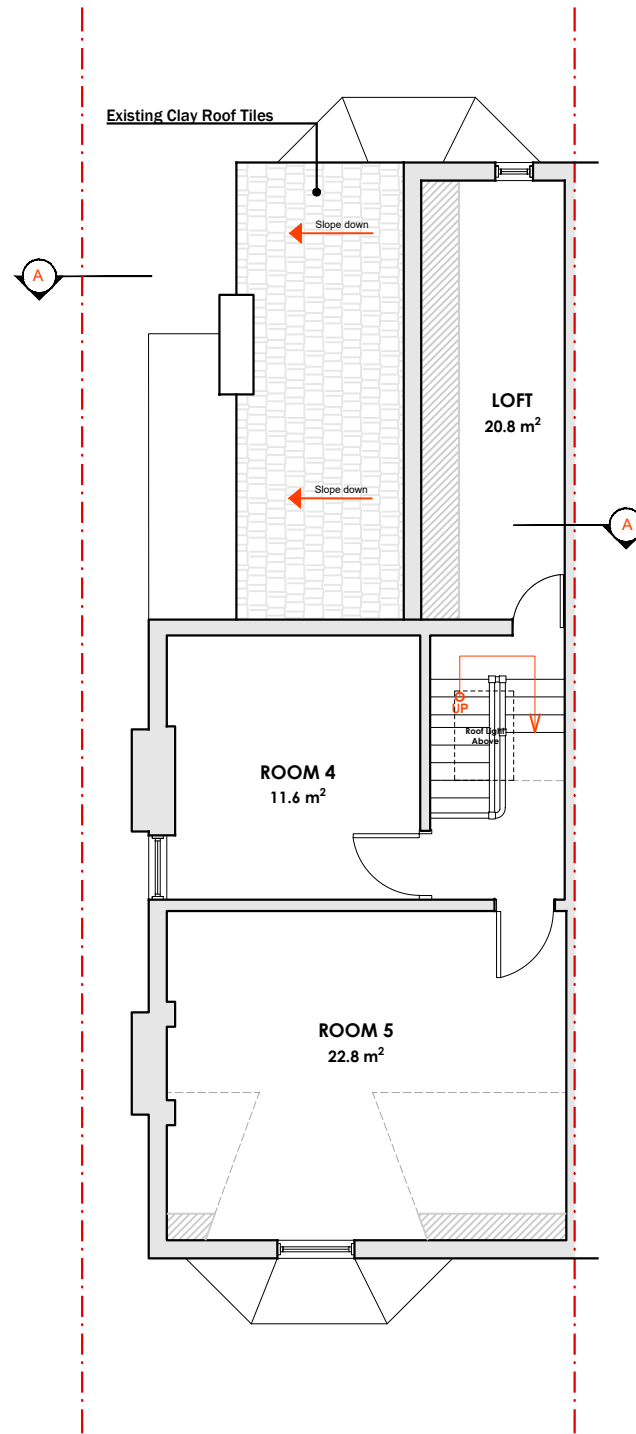 Existing Clay Roof Tiles
Slope down
A
LOFT
20.8 m²
Slope down
A
UP
Roof Light
Above
ROOM 4
11.6 m²
ROOM 5
22.8 m²